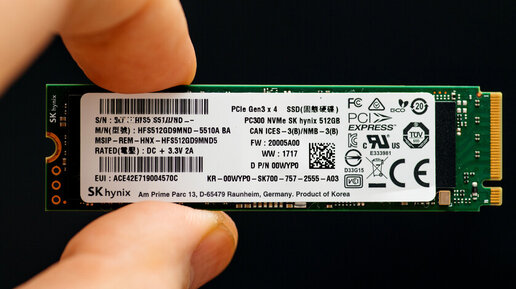 SK hynix
PCIe Gen3 x 4 SSD(固態硬碟)
M/N(型號): HFS512GD9MND - 5510A BA
PC300 NVMe SK hynix 512GB
MSIP - REM - HNX - HFS512GD9MND5
CAN ICES - 3(B)/NMB - 3(B)
RATED(電壓) : DC + 3.3V 2A
FW : 20005A00
WW : 1717
D P/N 00WYP0
EUI : ACE42E719004570C
KR - 00WYP0 - SK700 - 757 - 2555 - A03
SK hynix
Am Prime Parc 13, D-65479 Raunheim, Germany. Product of Korea
PCI EXPRESS
20
TÜV
E333981
D33G15
CE